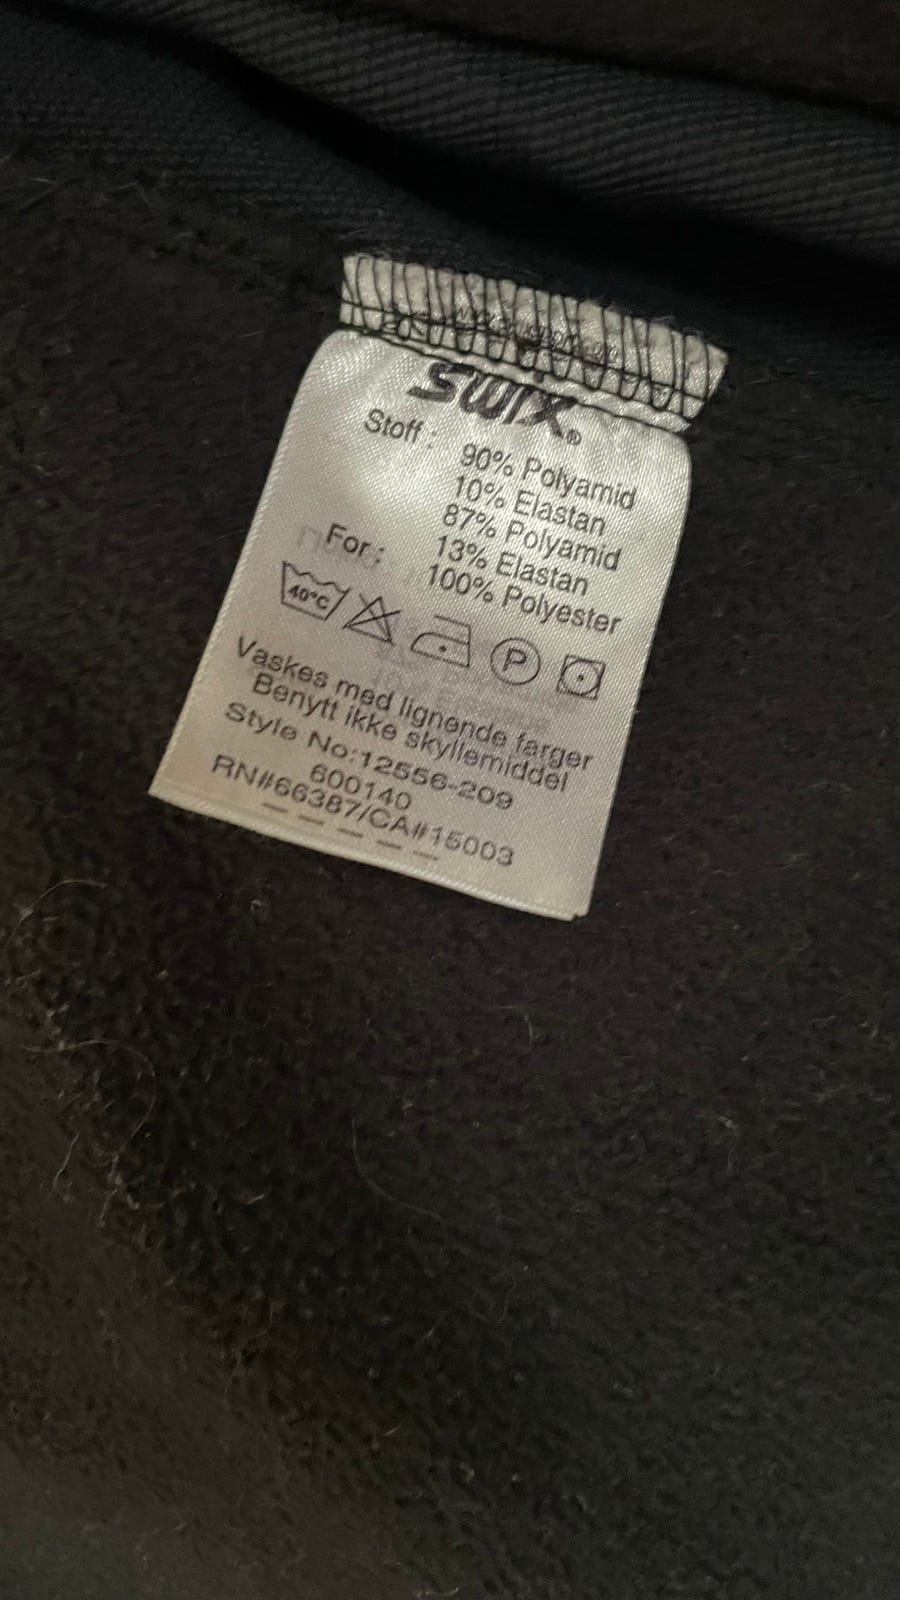 SWIX®
Stoff : 90% Polyamid
10% Elastan
87% Polyamid
13% Elastan
For : 100% Polyester
40°C P
Vaskes med lignende farger
Benytt ikke skyllemiddel
Style No:12556-209
600140
RN#66387/CA#15003